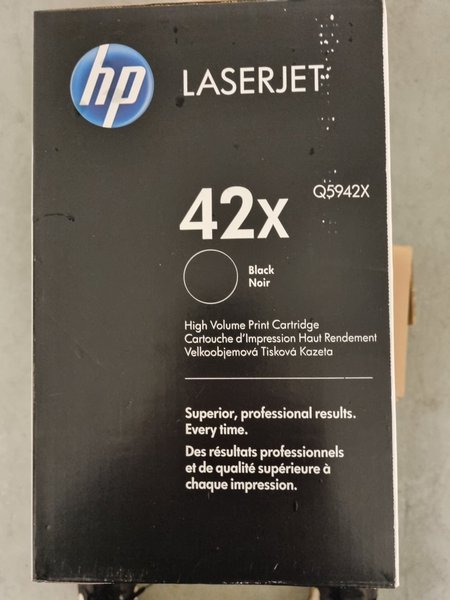 hp
LASERJET
42X
Q5942X
Black
Noir
High Volume Print Cartridge
Cartouche d'Impression Haut Rendement
Velkoobjemová Tisková Kazeta
Superior, professional results.
Every time.
Des résultats professionnels
et de qualité supérieure à
chaque impression.